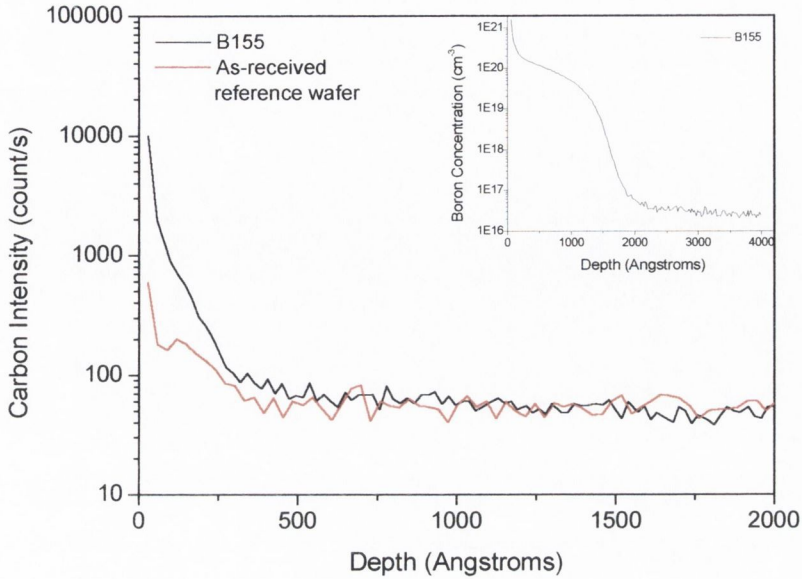 100000
10000
1000
100
10
Carbon Intensity (count/s)
B155
As-received
reference wafer
0
500
1000
1500
2000
Depth (Angstroms)
1E21
1E20
1E19
1E18
1E17
1E16
Boron Concentration (cm⁻³)
B155
0
1000
2000
3000
4000
Depth (Angstroms)